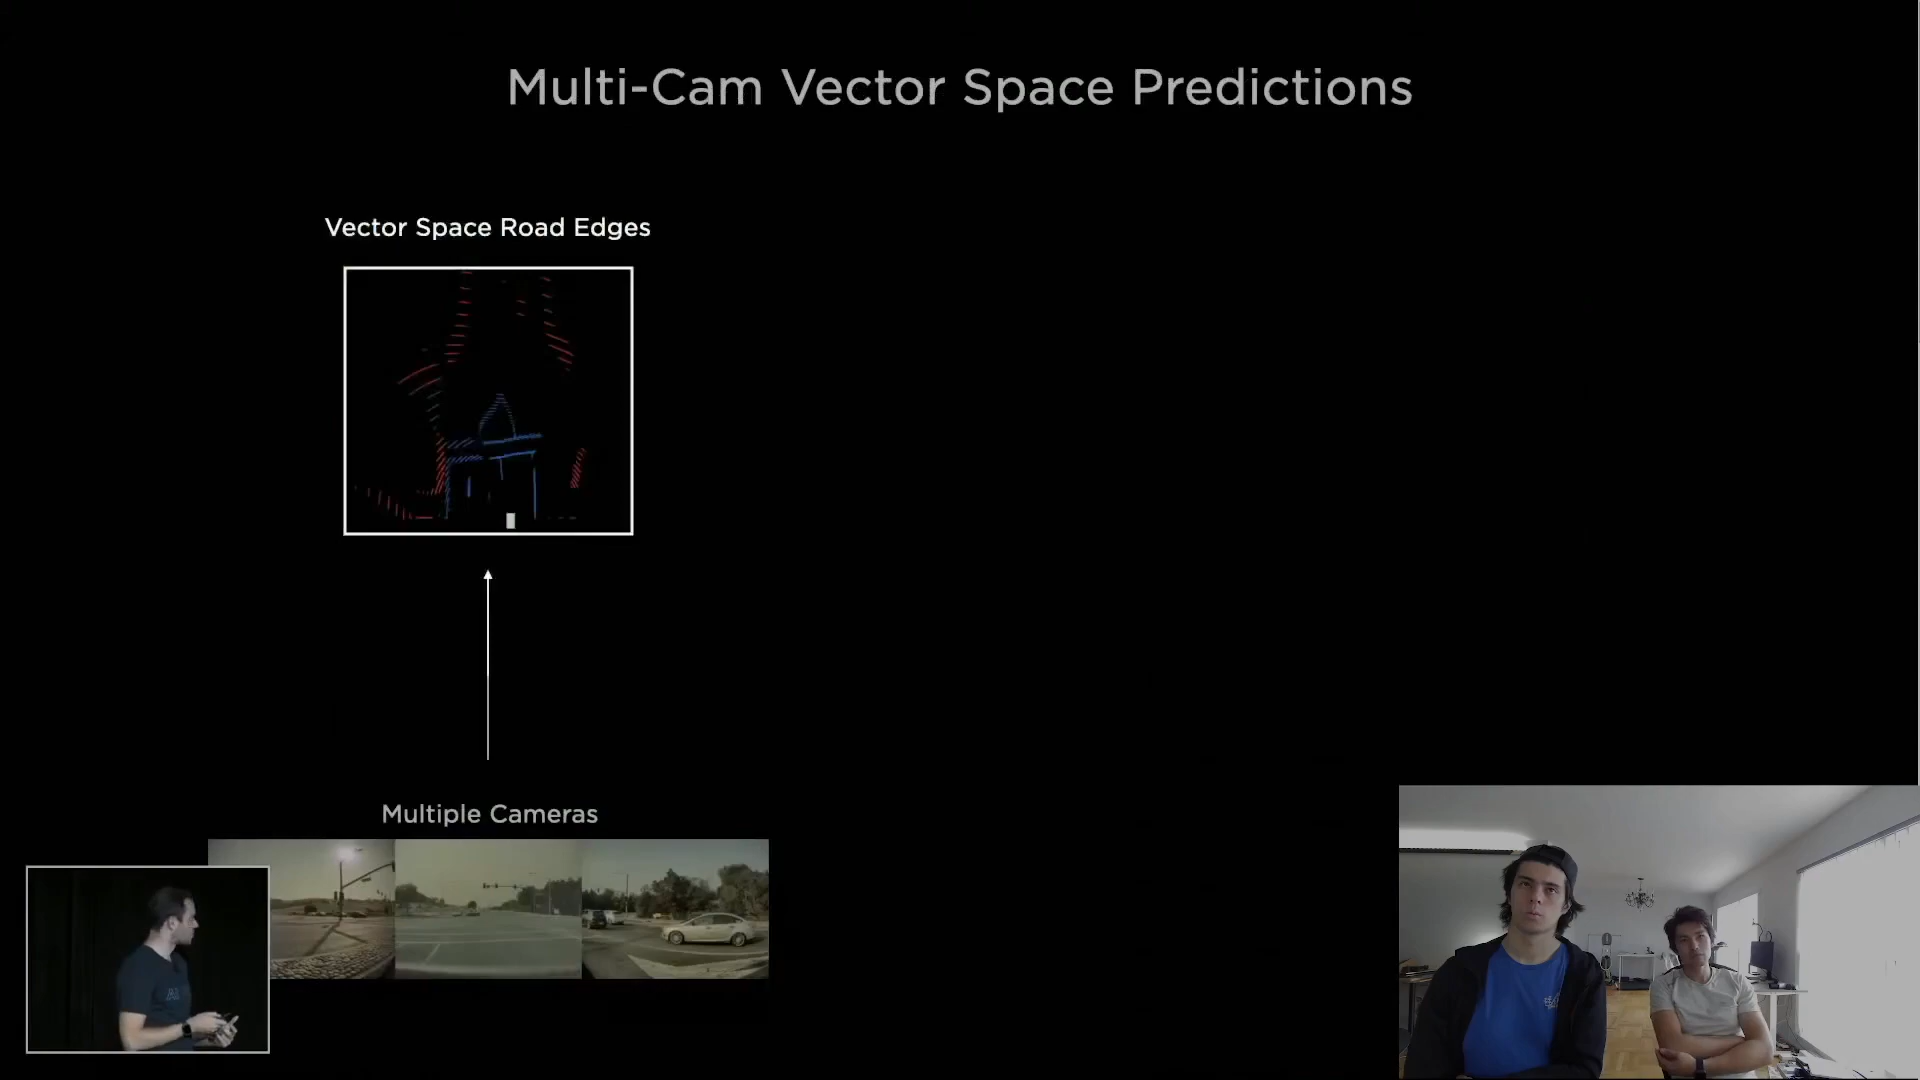 Multi-Cam Vector Space Predictions
Vector Space Road Edges
Multiple Cameras